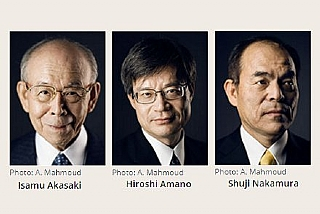 Photo: A. Mahmoud
Photo: A. Mahmoud
Photo: A. Mahmoud
Isamu Akasaki
Hiroshi Amano
Shuji Nakamura